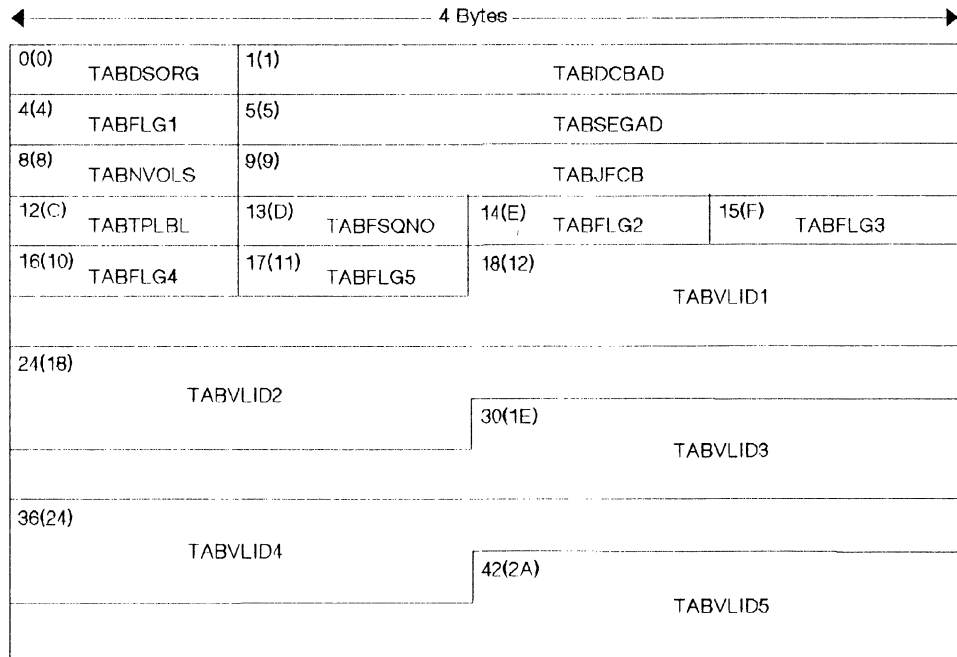 4 Bytes
0(0) TABDSORG 1(1) TABDCBAD
4(4) TABFLG1 5(5) TABSEGAD
8(8) TABNVOLS 9(9) TABJFCB
12(C) TABTPLBL 13(D) TABFSQNO 14(E) TABFLG2 15(F) TABFLG3
16(10) TABFLG4 17(11) TABFLG5 18(12) TABVLID1
24(18) TABVLID2
30(1E) TABVLID3
36(24) TABVLID4
42(2A) TABVLID5